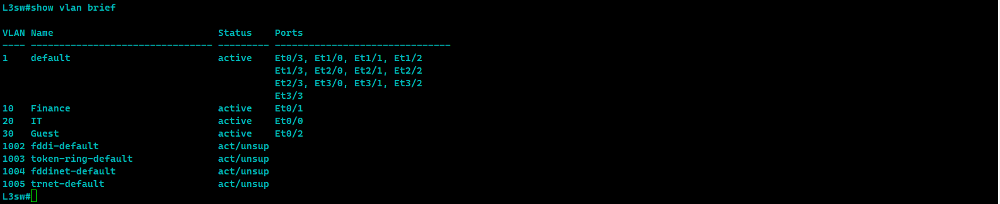 L3sw#show vlan brief

VLAN Name                             Status    Ports
---- -------------------------------- --------- -------------------------------
1    default                          active    Et0/3, Et1/0, Et1/1, Et1/2
                                                Et1/3, Et2/0, Et2/1, Et2/2
                                                Et2/3, Et3/0, Et3/1, Et3/2
                                                Et3/3
10   Finance                          active    Et0/1
20   IT                               active    Et0/0
30   Guest                            active    Et0/2
1002 fddi-default                     act/unsup
1003 token-ring-default               act/unsup
1004 fddinet-default                  act/unsup
1005 trnet-default                    act/unsup
L3sw#